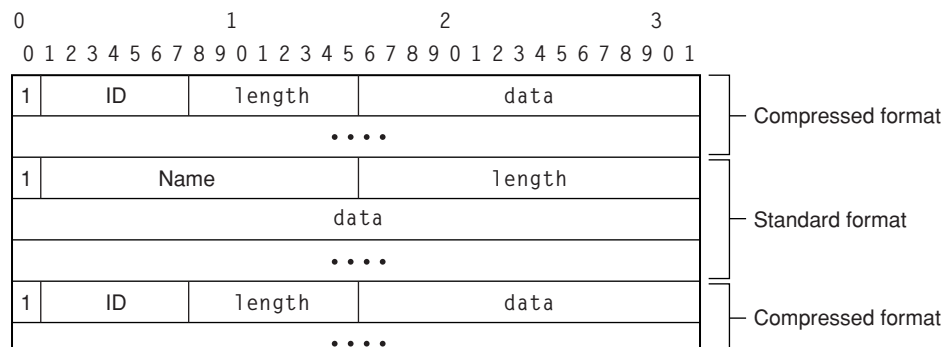 0 1 2 3
0 1 2 3 4 5 6 7 8 9 0 1 2 3 4 5 6 7 8 9 0 1 2 3 4 5 6 7 8 9 0 1
1 ID length data
Compressed format
• • • •
1 Name length
data
Standard format
• • • •
1 ID length data
Compressed format
• • • •